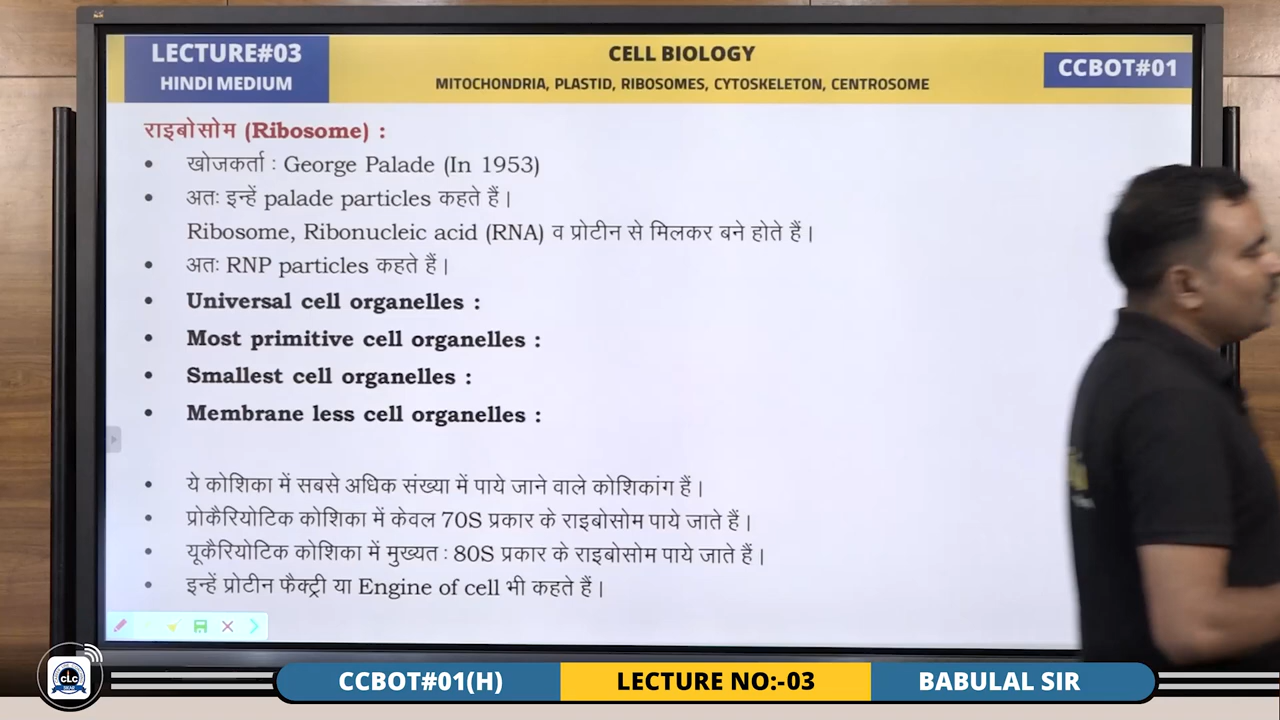 LECTURE#03
HINDI MEDIUM
CELL BIOLOGY
MITOCHONDRIA, PLASTID, RIBOSOMES, CYTOSKELETON, CENTROSOME
CCBOT#01
राइबोसोम (Ribosome) :
• खोजकर्ता : George Palade (In 1953)
• अतः इन्हें palade particles कहते हैं।
Ribosome, Ribonucleic acid (RNA) व प्रोटीन से मिलकर बने होते हैं।
• अतः RNP particles कहते हैं।
• Universal cell organelles :
• Most primitive cell organelles :
• Smallest cell organelles :
• Membrane less cell organelles :
• ये कोशिका में सबसे अधिक संख्या में पाये जाने वाले कोशिकांग हैं।
• प्रोकैरियोटिक कोशिका में केवल 70S प्रकार के राइबोसोम पाये जाते हैं।
• यूकैरियोटिक कोशिका में मुख्यत : 80S प्रकार के राइबोसोम पाये जाते हैं।
• इन्हें प्रोटीन फैक्ट्री या Engine of cell भी कहते हैं।
CLC
CCBOT#01(H)
LECTURE NO:-03
BABULAL SIR